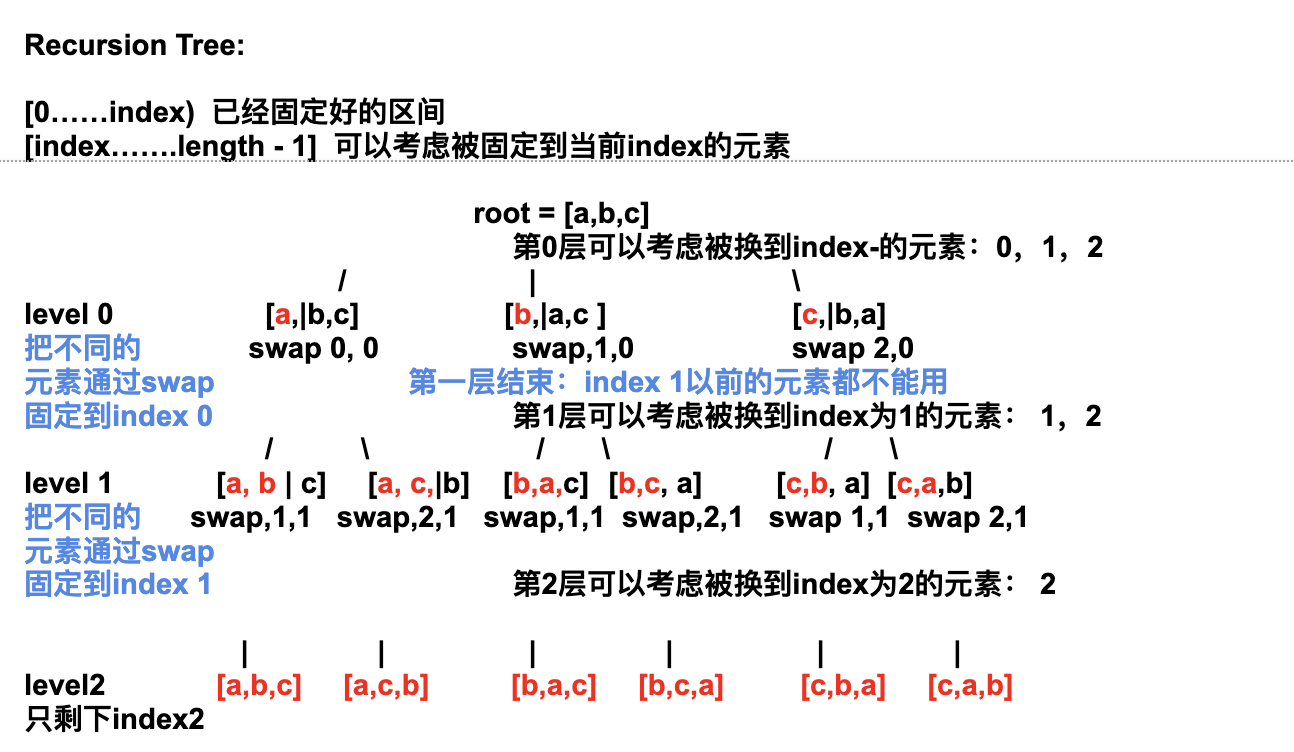 Recursion Tree:
[0……index) 已经固定好的区间
[index…….length - 1] 可以考虑被固定到当前index的元素
root = [a,b,c]
第0层可以考虑被换到index-的元素：0，1，2
/ | \
level 0 [a,|b,c] [b,|a,c ] [c,|b,a]
把不同的 swap 0, 0 swap,1,0 swap 2,0
元素通过swap 第一层结束：index 1以前的元素都不能用
固定到index 0 第1层可以考虑被换到index为1的元素： 1，2
/ \ / \ / \
level 1 [a, b | c] [a, c,|b] [b,a,c] [b,c, a] [c,b, a] [c,a,b]
把不同的 swap,1,1 swap,2,1 swap,1,1 swap,2,1 swap 1,1 swap 2,1
元素通过swap
固定到index 1 第2层可以考虑被换到index为2的元素： 2
| | | | | |
level2 [a,b,c] [a,c,b] [b,a,c] [b,c,a] [c,b,a] [c,a,b]
只剩下index2